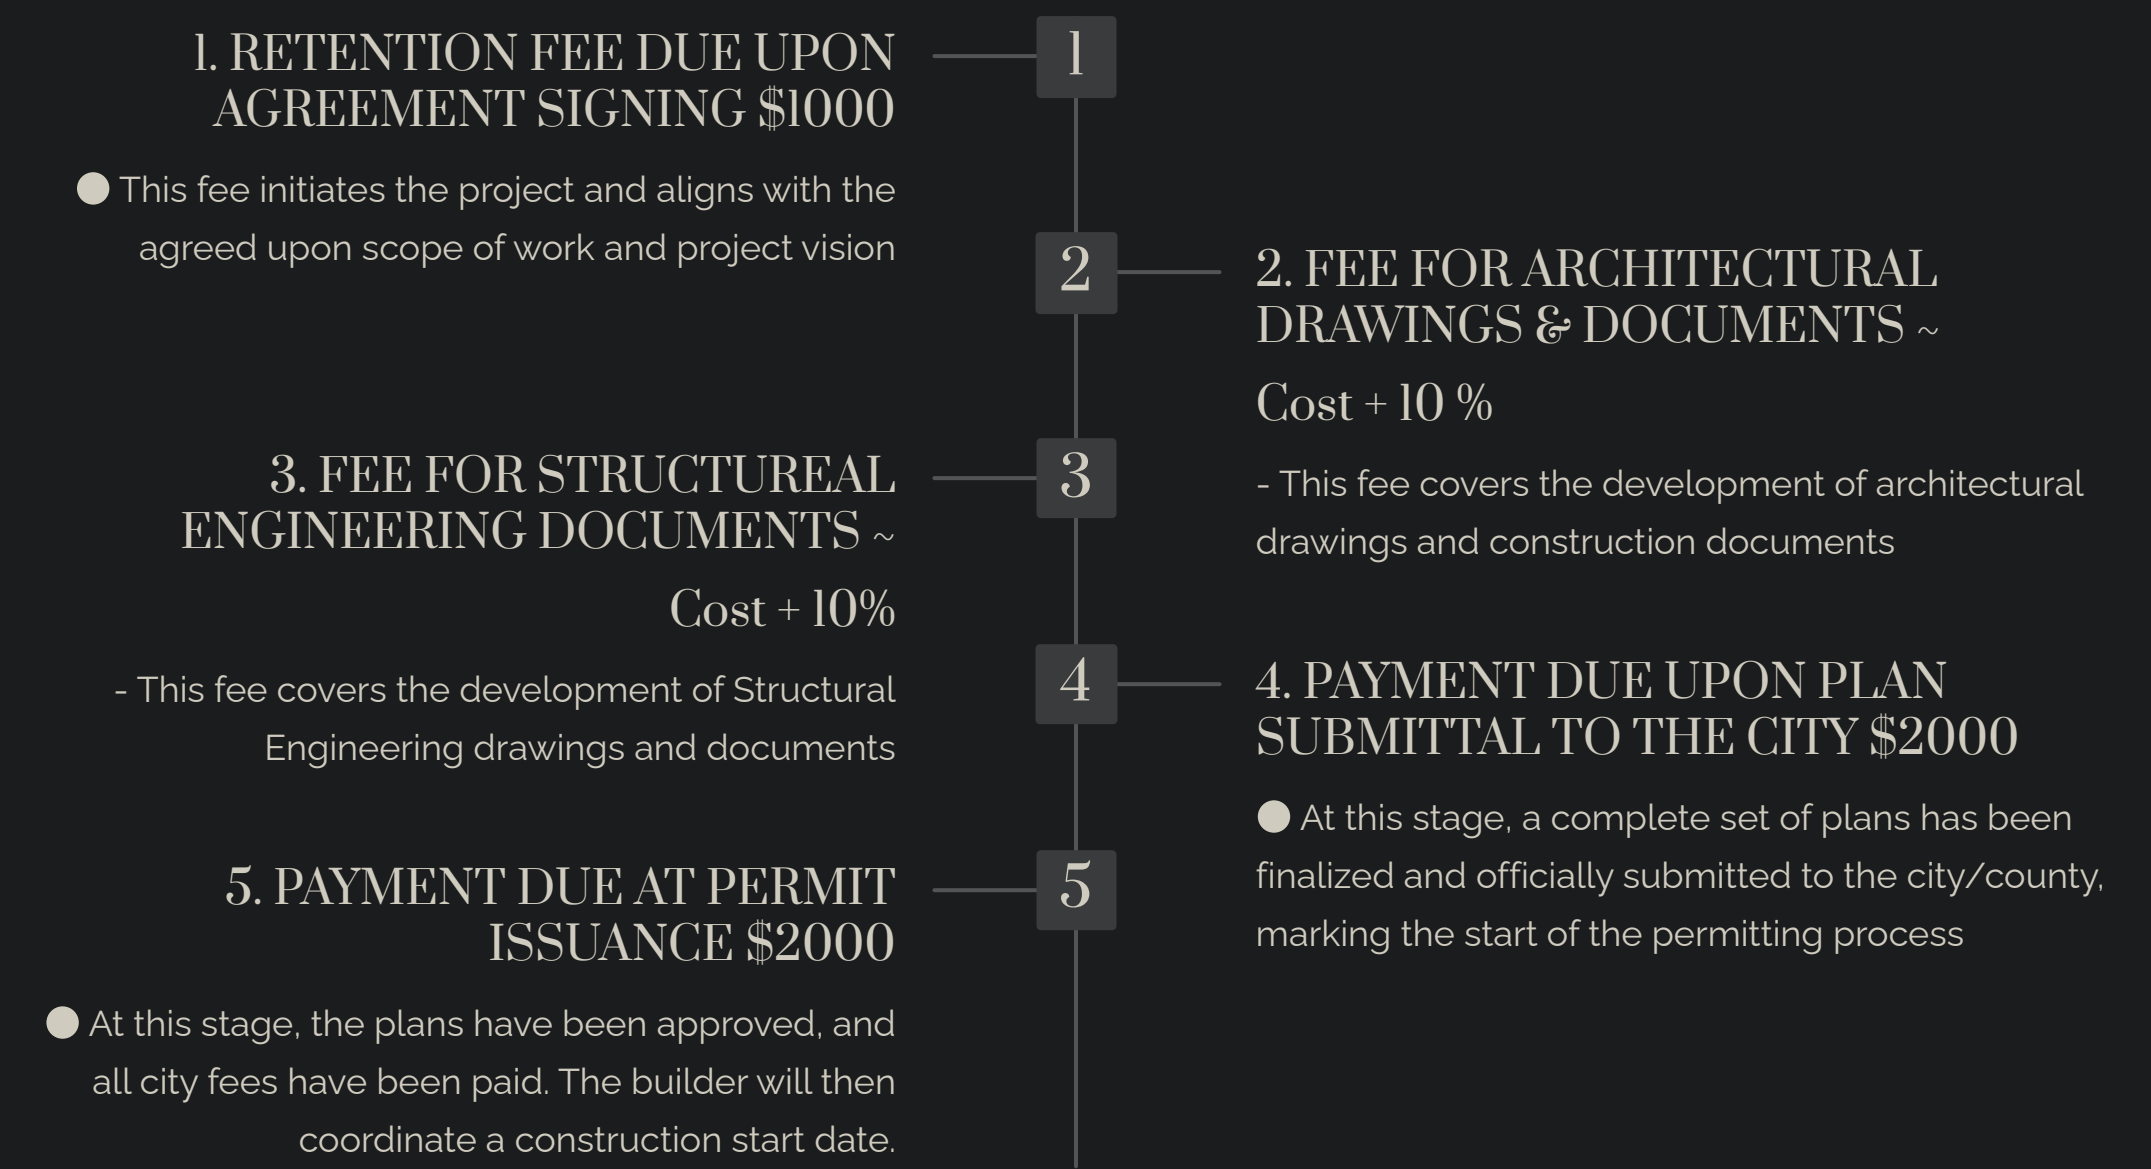 1. RETENTION FEE DUE UPON
AGREEMENT SIGNING $1000
● This fee initiates the project and aligns with the
agreed upon scope of work and project vision
1
2
2. FEE FOR ARCHITECTURAL
DRAWINGS & DOCUMENTS ~
Cost + 10 %
- This fee covers the development of architectural
drawings and construction documents
3. FEE FOR STRUCTUREAL
ENGINEERING DOCUMENTS ~
Cost + 10%
- This fee covers the development of Structural
Engineering drawings and documents
3
4
4. PAYMENT DUE UPON PLAN
SUBMITTAL TO THE CITY $2000
● At this stage, a complete set of plans has been
finalized and officially submitted to the city/county,
marking the start of the permitting process
5. PAYMENT DUE AT PERMIT
ISSUANCE $2000
● At this stage, the plans have been approved, and
all city fees have been paid. The builder will then
coordinate a construction start date.
5